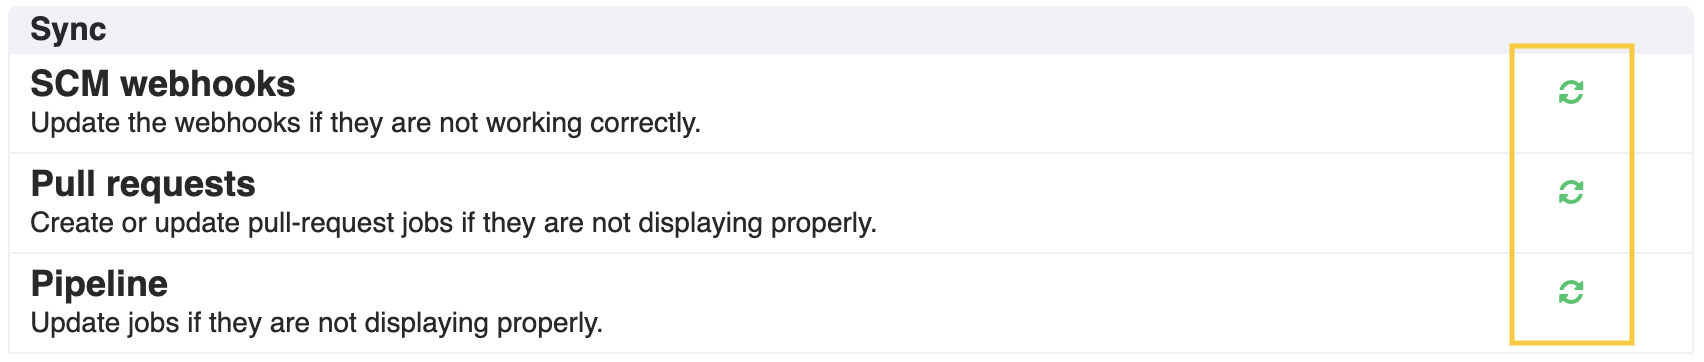 Sync
SCM webhooks
Update the webhooks if they are not working correctly.
Pull requests
Create or update pull-request jobs if they are not displaying properly.
Pipeline
Update jobs if they are not displaying properly.